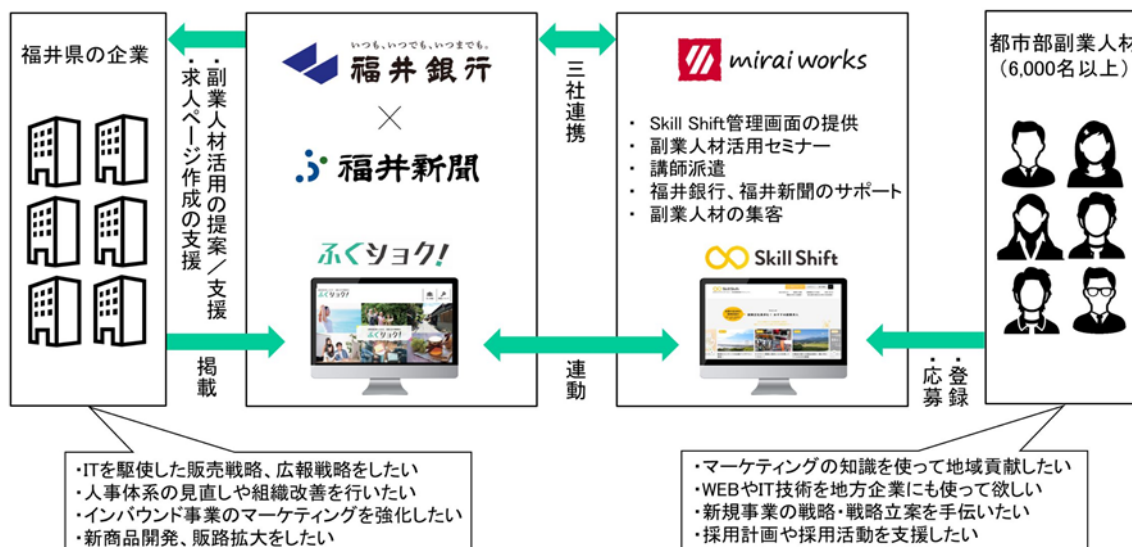 福井県の企業
・副業人材活用の提案／支援
・求人ページ作成の支援
掲載
いつも、いつでも、いつまでも。
福井銀行
×
福井新聞
ふくジョク!
ふくジョク!
ふくジョク!
三社連携
連動
mirai works
・ Skill Shift管理画面の提供
・ 副業人材活用セミナー
・ 講師派遣
・ 福井銀行、福井新聞のサポート
・ 副業人材の集客
Skill Shift
Skill Shift
都市部副業人材
（6,000名以上）
・登録
・応募
・ITを駆使した販売戦略、広報戦略をしたい
・人事体系の見直しや組織改善を行いたい
・インバウンド事業のマーケティングを強化したい
・新商品開発、販路拡大をしたい
・マーケティングの知識を使って地域貢献したい
・WEBやIT技術を地方企業にも使って欲しい
・新規事業の戦略・戦略立案を手伝いたい
・採用計画や採用活動を支援したい